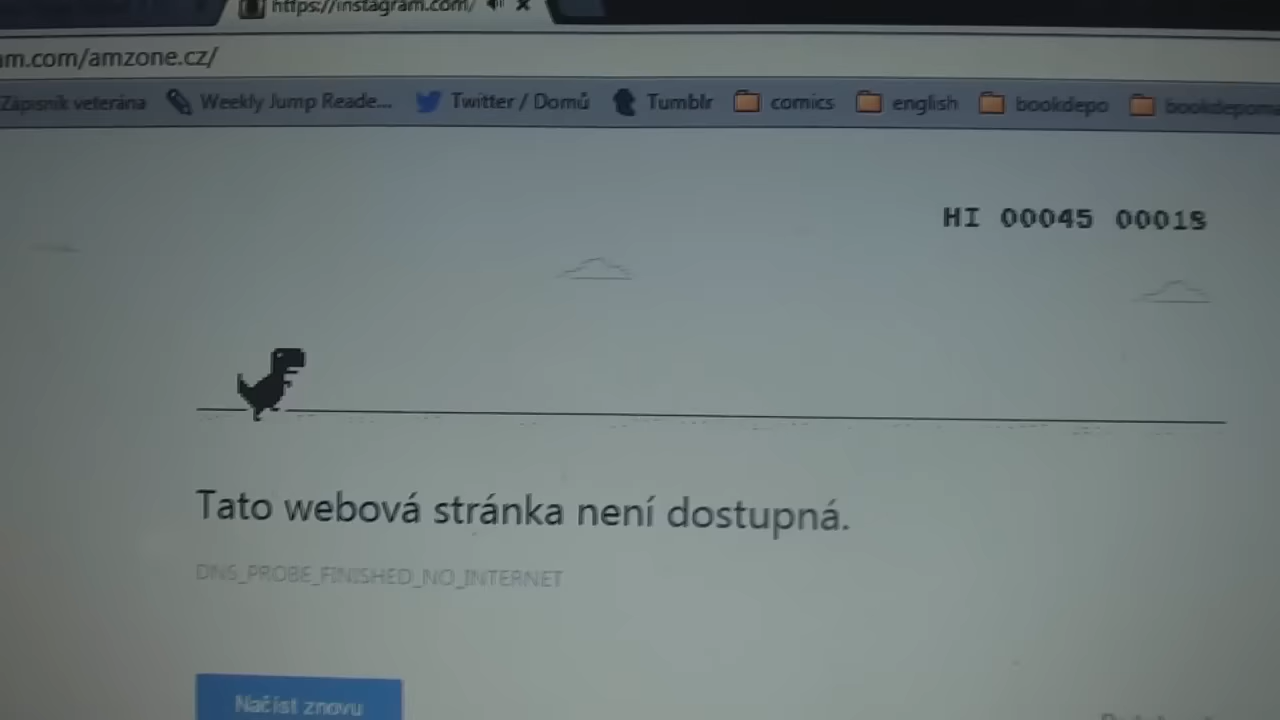 https://instagram.com/
am.com/amzone.cz/
Zápisník veterána Weekly Jump Reade... Twitter / Domů Tumblr comics english bookdepo bookdepoma
HI 00045 00018
Tato webová stránka není dostupná.
DNS_PROBE_FINISHED_NO_INTERNET
Načíst znovu